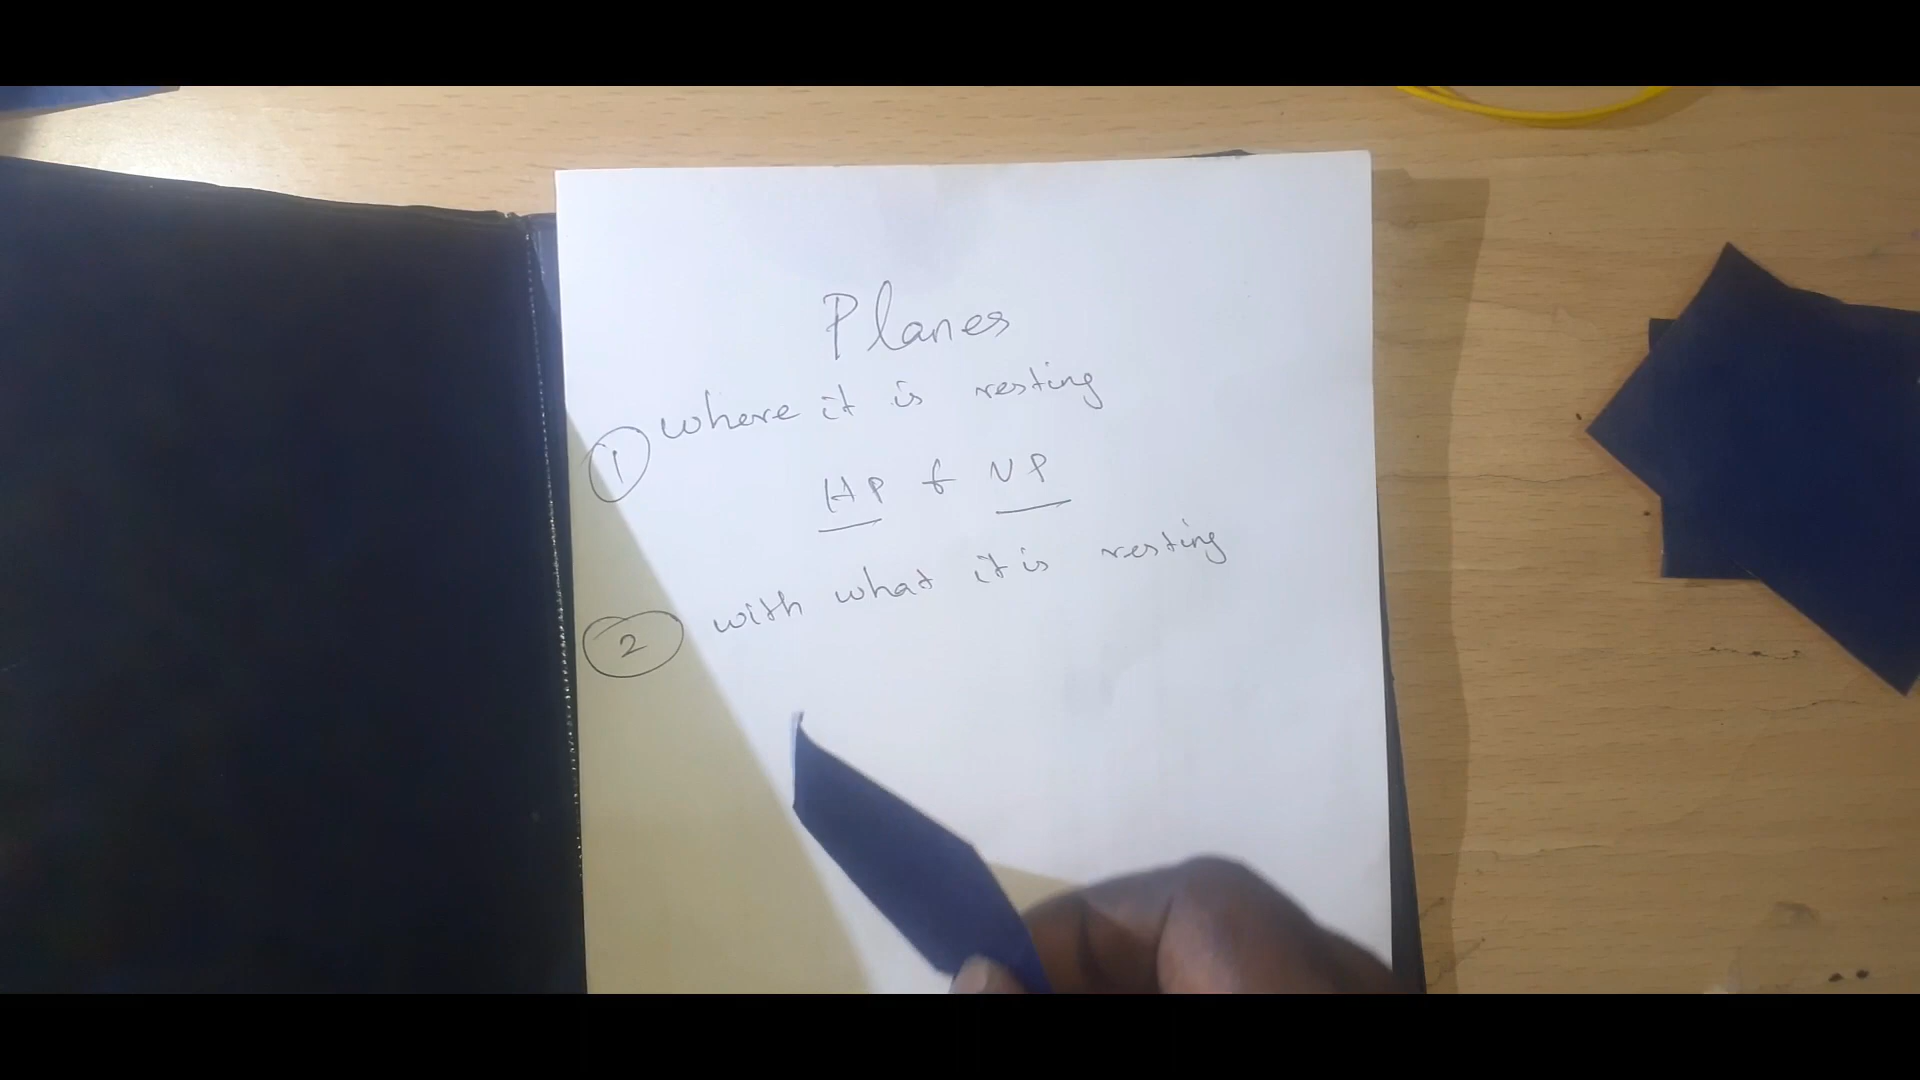 Planes
① where it is resting
HP & VP
② with what it is resting